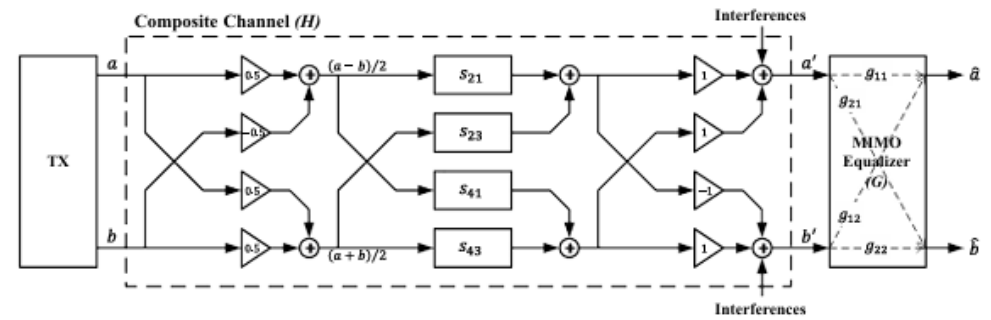 Composite Channel (H)
Interferences
a
0.5
+
(a − b)/2
s21
+
1
+
a′
g11
â
−0.5
s23
1
g21
TX
MIMO
Equalizer
(G)
0.5
s41
−1
g12
b
0.5
+
(a + b)/2
s43
+
1
+
b′
g22
b̂
Interferences